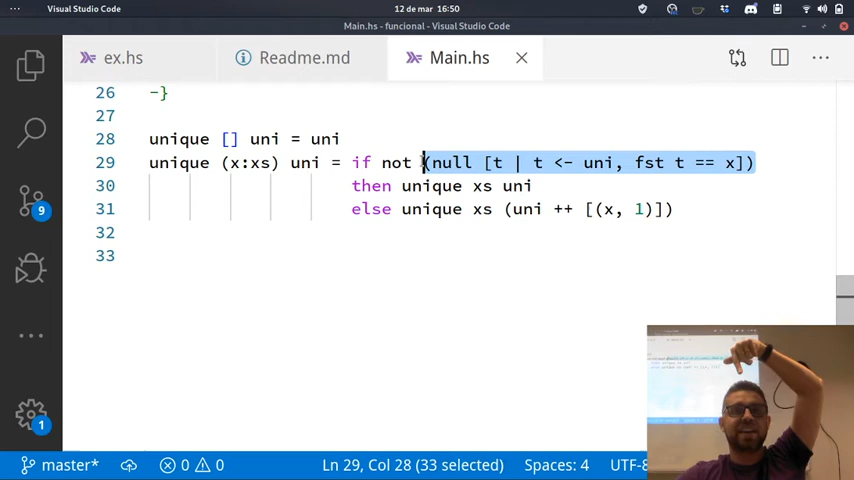 Visual Studio Code
12 de mar 16:50
Main.hs - funcional - Visual Studio Code
ex.hs
Readme.md
Main.hs
26 -}
27
28 unique [] uni = uni
29 unique (x:xs) uni = if not (null [t | t <- uni, fst t == x])
30 then unique xs uni
31 else unique xs (uni ++ [(x, 1)])
32
33
9
1
master*
0
0
Ln 29, Col 28 (33 selected)
Spaces: 4
UTF-8